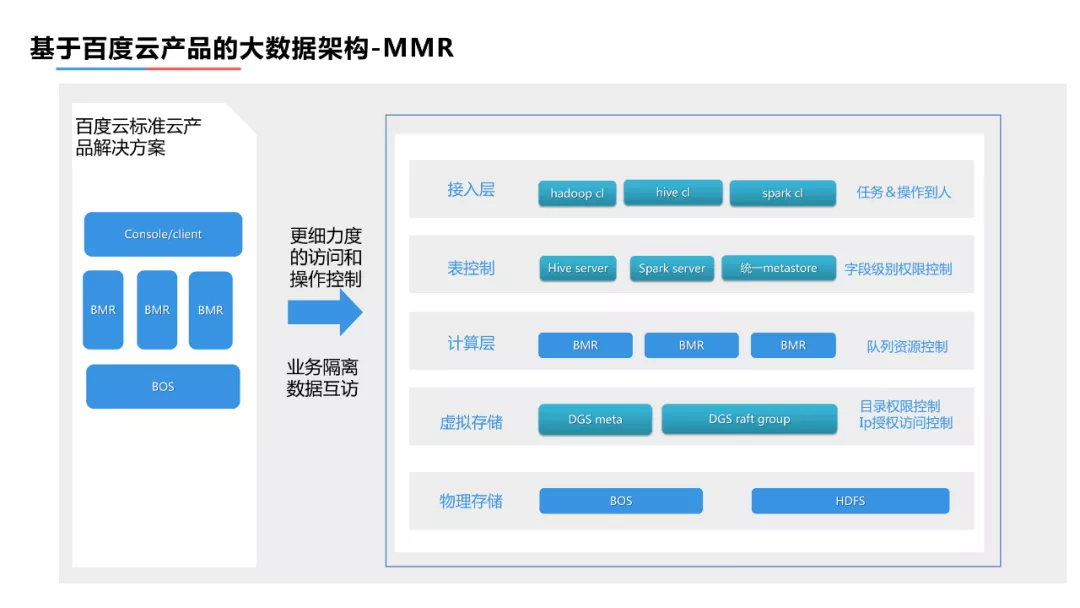 基于百度云产品的大数据架构-MMR
百度云标准云产
品解决方案
Console/client
BMR
BMR
BMR
BOS
更细力度
的访问和
操作控制
业务隔离
数据互访
接入层
hadoop cl
hive cl
spark cl
任务&操作到人
表控制
Hive server
Spark server
统一metastore
字段级别权限控制
计算层
BMR
BMR
BMR
队列资源控制
虚拟存储
DGS meta
DGS raft group
目录权限控制
Ip授权访问控制
物理存储
BOS
HDFS